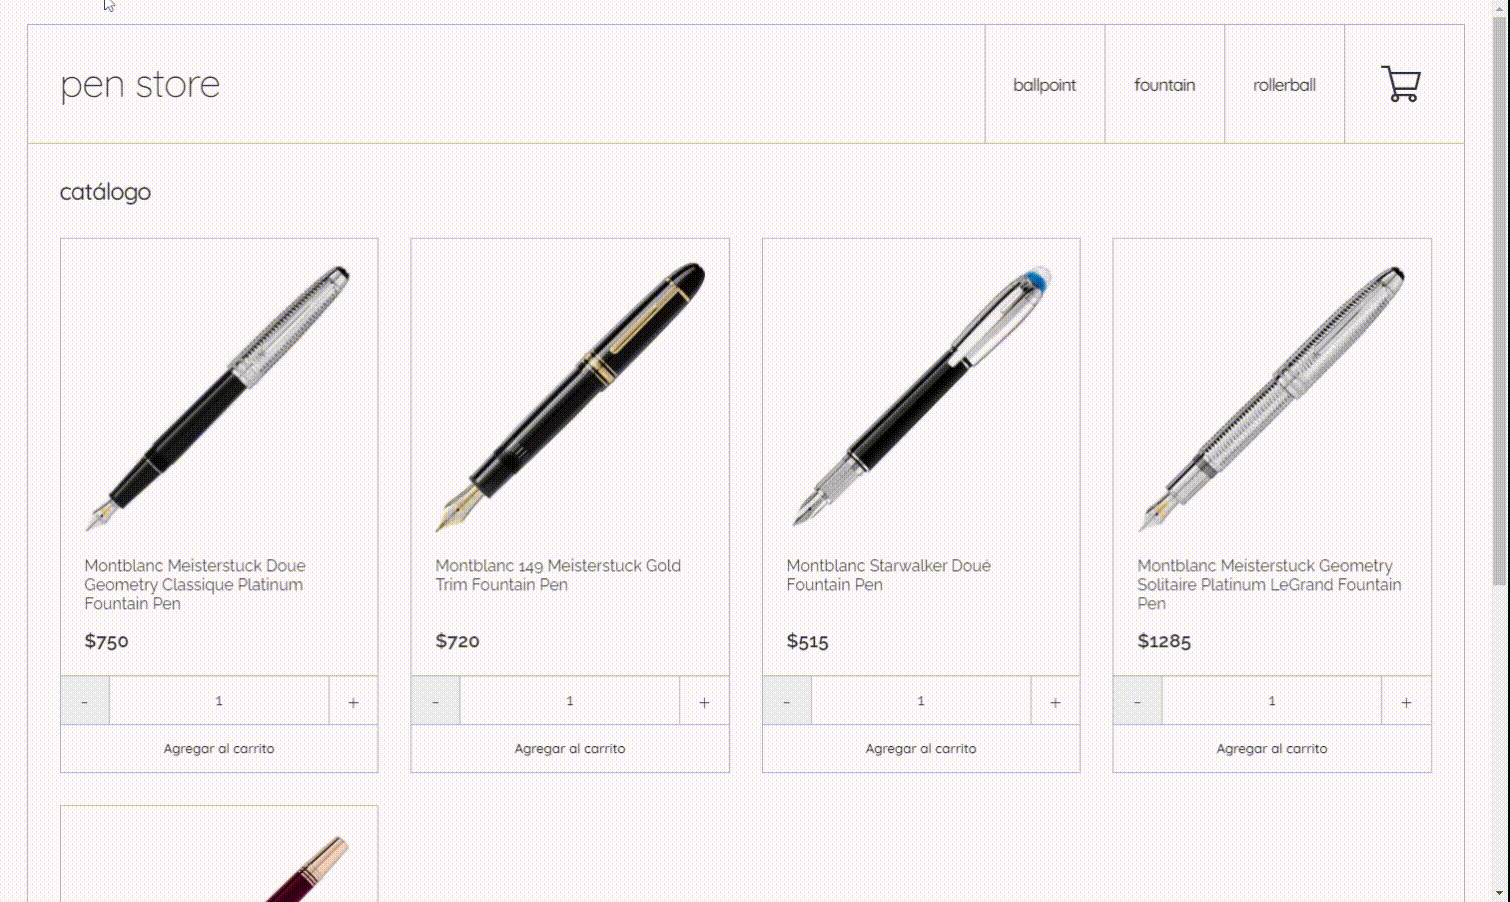 pen store
ballpoint
fountain
rollerball
catálogo
Montblanc Meisterstuck Doue
Geometry Classique Platinum
Fountain Pen
$750
- 1 +
Agregar al carrito
Montblanc 149 Meisterstuck Gold
Trim Fountain Pen
$720
- 1 +
Agregar al carrito
Montblanc Starwalker Doué
Fountain Pen
$515
- 1 +
Agregar al carrito
Montblanc Meisterstuck Geometry
Solitaire Platinum LeGrand Fountain
Pen
$1285
- 1 +
Agregar al carrito